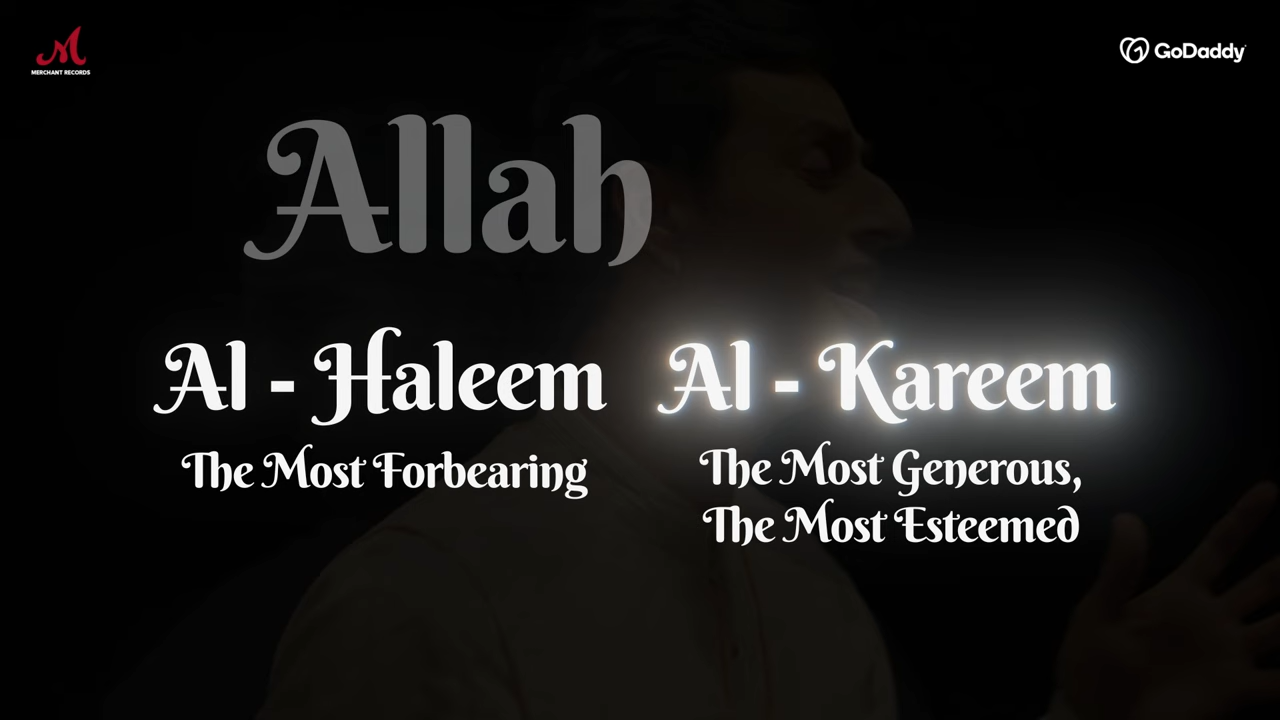 MERCHANT RECORDS
GoDaddy
Allah
Al - Haleem Al - Kareem
The Most Forbearing
The Most Generous,
The Most Esteemed